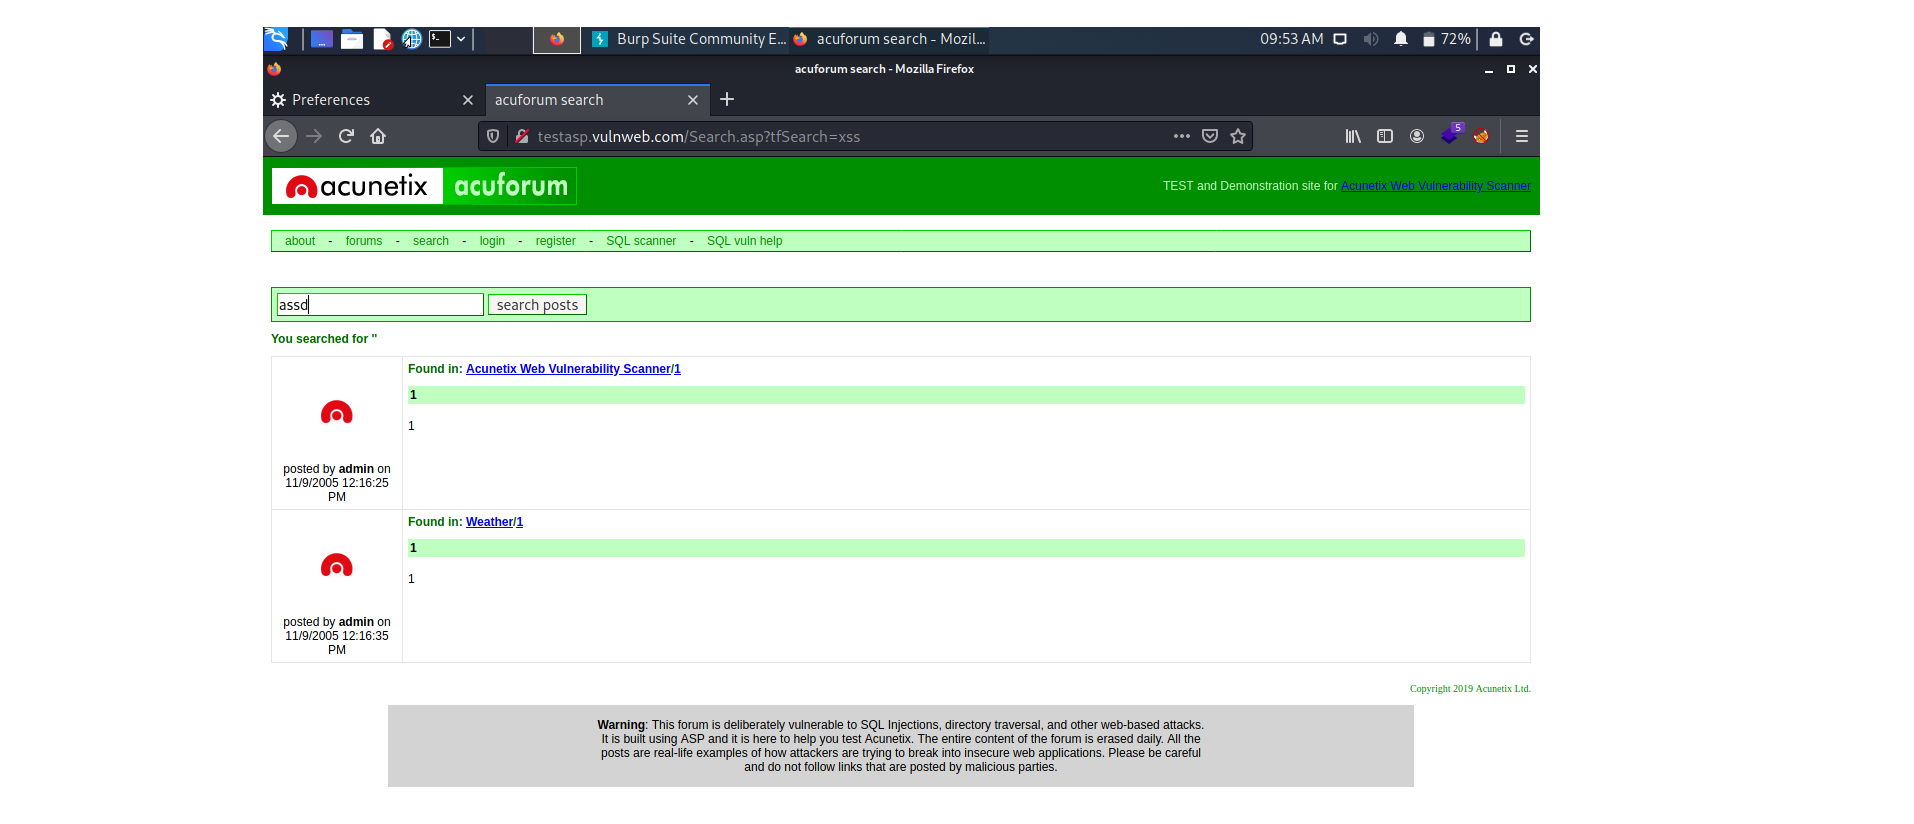 Burp Suite Community E...
acuforum search - Mozil...
09:53 AM
72%
acuforum search - Mozilla Firefox
Preferences
acuforum search
testasp.vulnweb.com/Search.asp?tfSearch=xss
5
acunetix acuforum
TEST and Demonstration site for Acunetix Web Vulnerability Scanner
about - forums - search - login - register - SQL scanner - SQL vuln help
assd search posts
You searched for ''
Found in: Acunetix Web Vulnerability Scanner/1
1
1
posted by admin on
11/9/2005 12:16:25
PM
Found in: Weather/1
1
1
posted by admin on
11/9/2005 12:16:35
PM
Copyright 2019 Acunetix Ltd.
Warning: This forum is deliberately vulnerable to SQL Injections, directory traversal, and other web-based attacks.
It is built using ASP and it is here to help you test Acunetix. The entire content of the forum is erased daily. All the
posts are real-life examples of how attackers are trying to break into insecure web applications. Please be careful
and do not follow links that are posted by malicious parties.